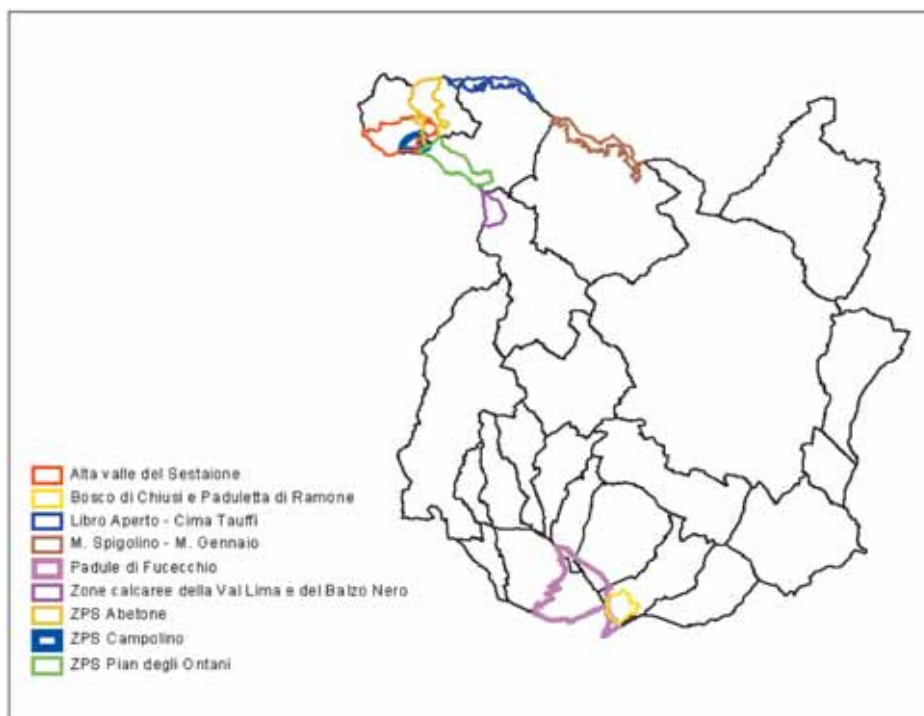 Alta valle del Sestaione
Bosco di Chiusi e Paduletta di Ramone
Libro Aperto - Cima Tauffi
M. Spigolino - M. Gennaio
Padule di Fucecchio
Zone calcaree della Val Lima e del Balzo Nero
ZPS Abetone
ZPS Campolino
ZPS Pian degli Ontani